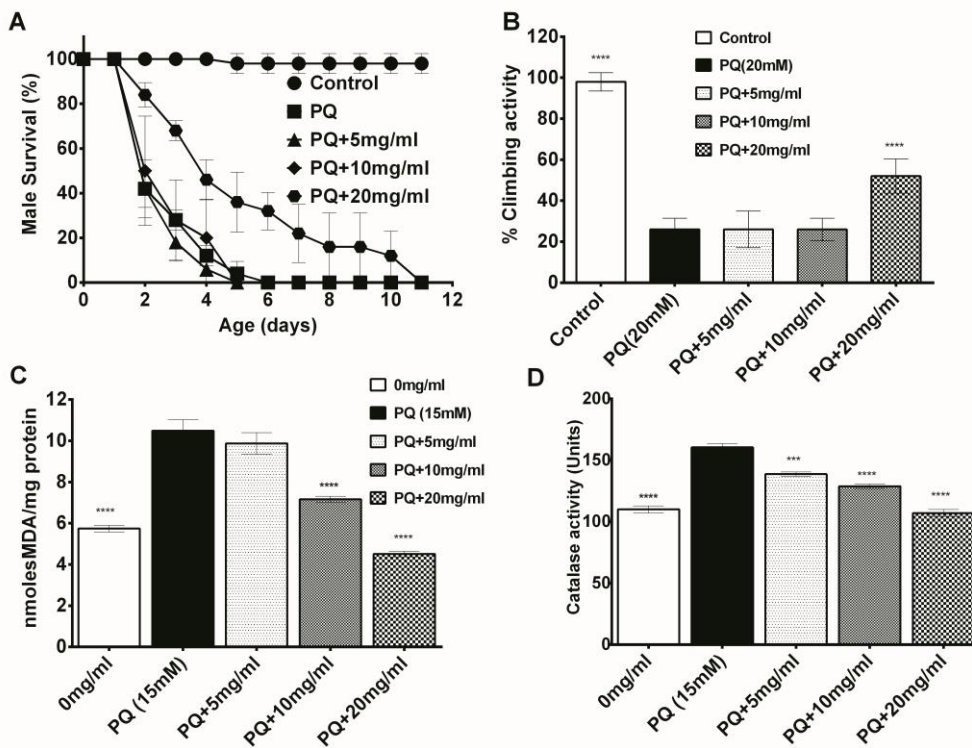 A
Male Survival (%)
100
80
60
40
20
0
0 2 4 6 8 10 12
Age (days)
Control
PQ
PQ+5mg/ml
PQ+10mg/ml
PQ+20mg/ml
B
% Climbing activity
120
100
80
60
40
20
0
****
****
Control
PQ(20mM)
PQ+5mg/ml
PQ+10mg/ml
PQ+20mg/ml
Control
PQ(20mM)
PQ+5mg/ml
PQ+10mg/ml
PQ+20mg/ml
C
nmolesMDA/mg protein
12
10
8
6
4
2
0
****
****
****
0mg/ml
PQ (15mM)
PQ+5mg/ml
PQ+10mg/ml
PQ+20mg/ml
0mg/ml
PQ (15mM)
PQ+5mg/ml
PQ+10mg/ml
PQ+20mg/ml
D
Catalase activity (Units)
200
150
100
50
0
****
***
****
****
0mg/ml
PQ (15mM)
PQ+5mg/ml
PQ+10mg/ml
PQ+20mg/ml